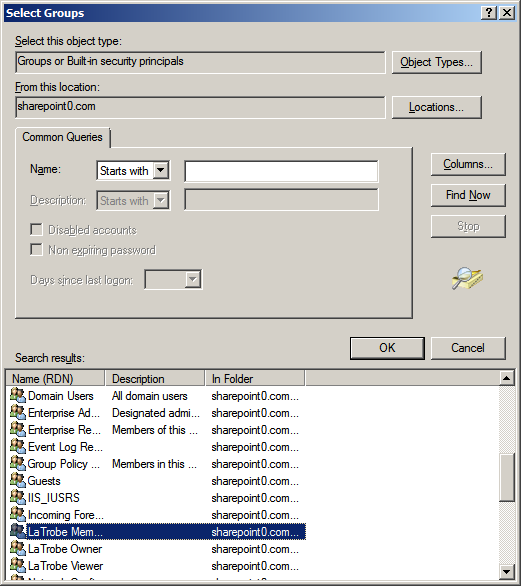 Select Groups
Select this object type:
Groups or Built-in security principals
Object Types...
From this location:
sharepoint0.com
Locations...
Common Queries
Name:
Starts with
Columns...
Description:
Starts with
Find Now
Disabled accounts
Stop
Non expiring password
Days since last logon:
OK
Cancel
Search results:
Name (RDN) Description In Folder
Domain Users All domain users sharepoint0.com...
Enterprise Ad... Designated admi... sharepoint0.com...
Enterprise Re... Members of this ... sharepoint0.com...
Event Log Re... sharepoint0.com...
Group Policy ... Members in this ... sharepoint0.com...
Guests sharepoint0.com...
IIS_IUSRS sharepoint0.com...
Incoming Fore... sharepoint0.com...
LaTrobe Mem... sharepoint0.com...
LaTrobe Owner sharepoint0.com...
LaTrobe Viewer sharepoint0.com...